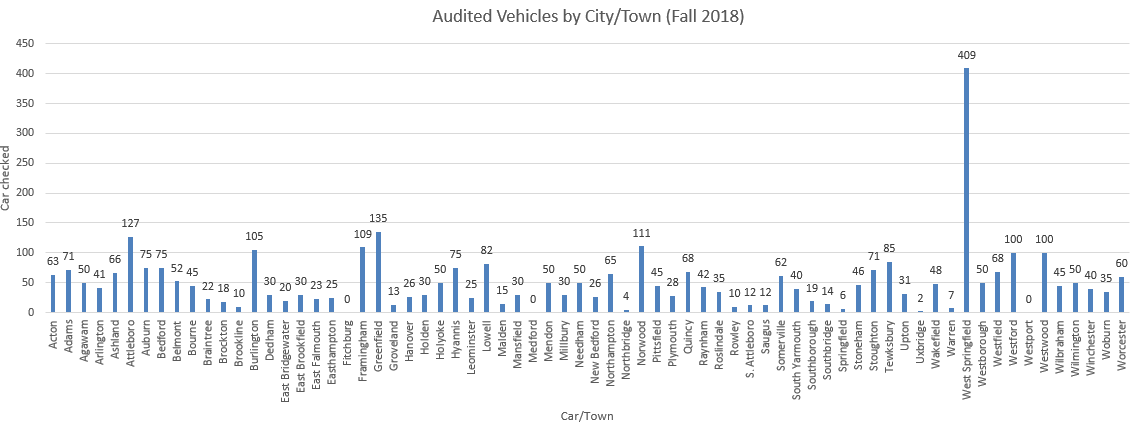 Audited Vehicles by City/Town (Fall 2018)
Car checked
450
400
350
300
250
200
150
100
50
0
63
71
50
41
66
127
75
75
52
45
22
18
10
105
30
20
30
23
25
0
109
135
13
26
30
50
75
25
82
15
30
0
50
30
50
26
65
4
111
45
28
68
42
35
10
12
12
62
40
19
14
6
46
71
85
31
2
48
7
409
50
68
100
0
100
45
50
40
35
60
Acton
Adams
Agawam
Arlington
Ashland
Attleboro
Auburn
Bedford
Belmont
Bourne
Braintree
Brockton
Brookline
Burlington
Dedham
East Bridgewater
East Brookfield
East Falmouth
Easthampton
Fitchburg
Framingham
Greenfield
Groveland
Hanover
Holden
Holyoke
Hyannis
Leominster
Lowell
Malden
Mansfield
Medford
Mendon
Millbury
Needham
New Bedford
Northampton
Northbridge
Norwood
Pittsfield
Plymouth
Quincy
Raynham
Roslindale
Rowley
S. Attleboro
Saugus
Somerville
South Yarmouth
Southborough
Southbridge
Springfield
Stoneham
Stoughton
Tewksbury
Upton
Uxbridge
Wakefield
Warren
West Springfield
Westborough
Westfield
Westford
Westport
Westwood
Wilbraham
Wilmington
Winchester
Woburn
Worcester
Car/Town